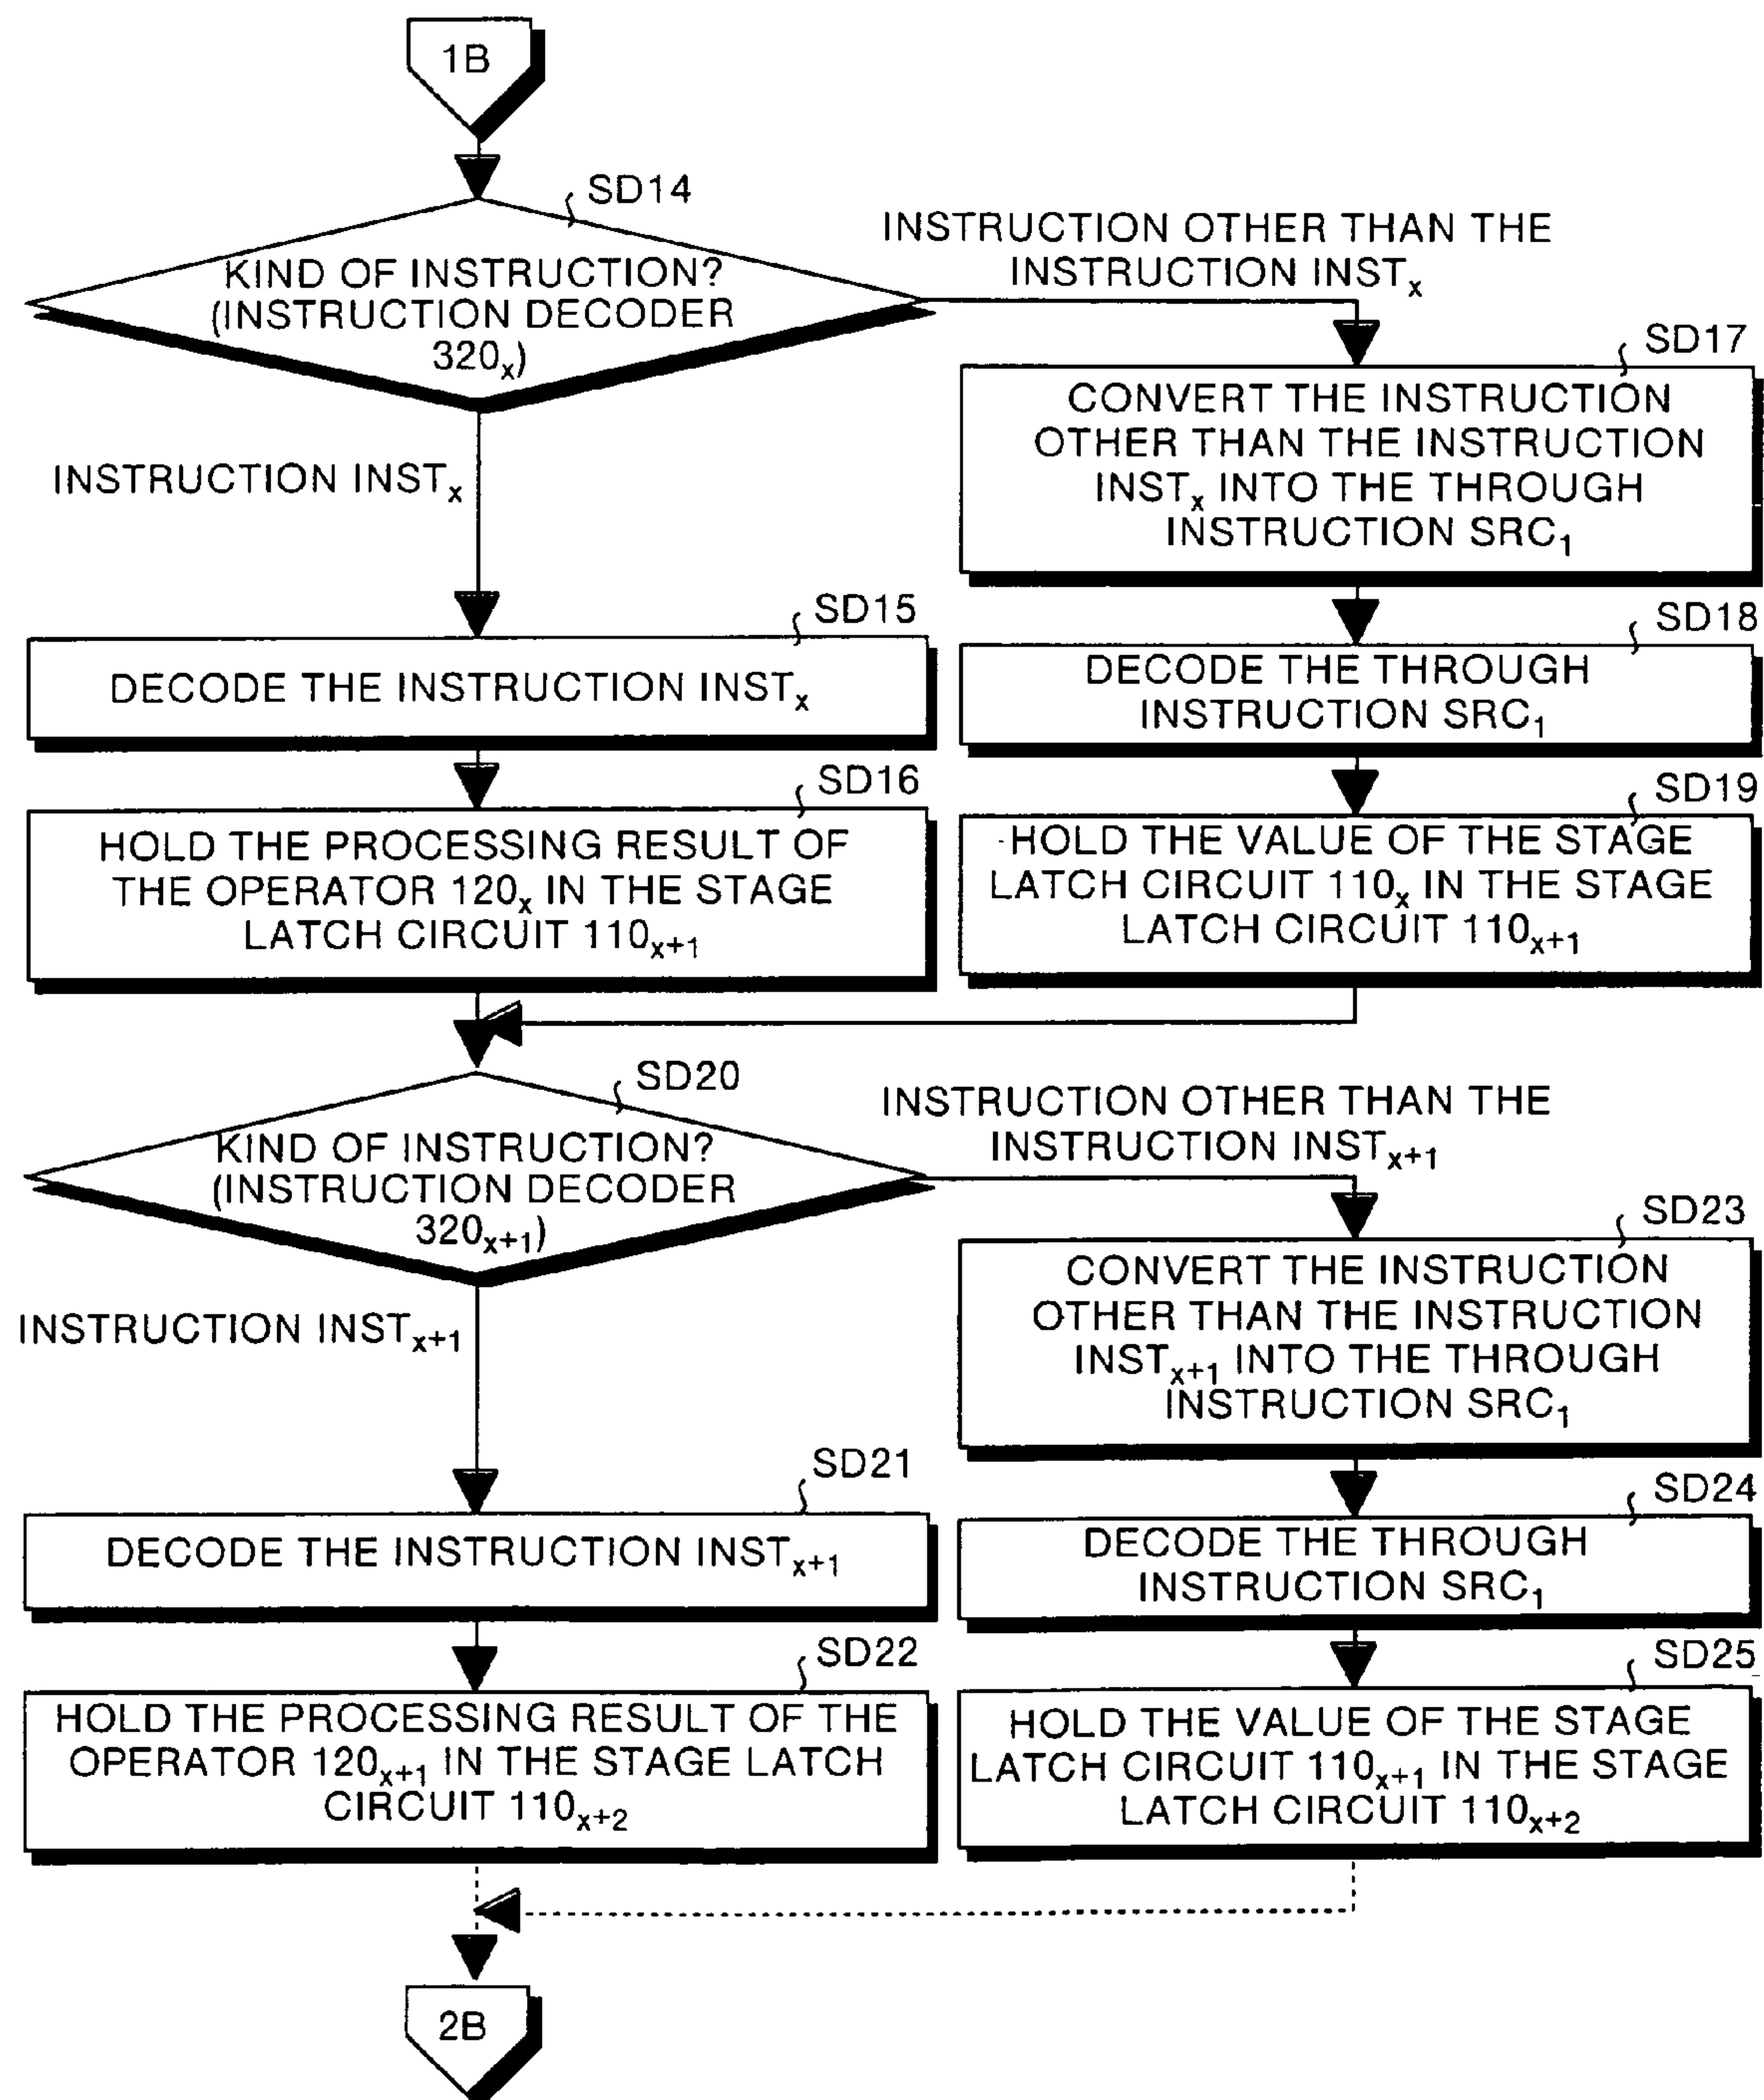 1B
SD14
KIND OF INSTRUCTION?
(INSTRUCTION DECODER
320ₓ)
INSTRUCTION OTHER THAN THE
INSTRUCTION INSTₓ
INSTRUCTION INSTₓ
SD17
CONVERT THE INSTRUCTION
OTHER THAN THE INSTRUCTION
INSTₓ INTO THE THROUGH
INSTRUCTION SRC₁
SD15
DECODE THE INSTRUCTION INSTₓ
SD18
DECODE THE THROUGH
INSTRUCTION SRC₁
SD16
HOLD THE PROCESSING RESULT OF
THE OPERATOR 120ₓ IN THE STAGE
LATCH CIRCUIT 110ₓ₊₁
SD19
HOLD THE VALUE OF THE STAGE
LATCH CIRCUIT 110ₓ IN THE STAGE
LATCH CIRCUIT 110ₓ₊₁
SD20
KIND OF INSTRUCTION?
(INSTRUCTION DECODER
320ₓ₊₁)
INSTRUCTION OTHER THAN THE
INSTRUCTION INSTₓ₊₁
INSTRUCTION INSTₓ₊₁
SD23
CONVERT THE INSTRUCTION
OTHER THAN THE INSTRUCTION
INSTₓ₊₁ INTO THE THROUGH
INSTRUCTION SRC₁
SD21
DECODE THE INSTRUCTION INSTₓ₊₁
SD24
DECODE THE THROUGH
INSTRUCTION SRC₁
SD22
HOLD THE PROCESSING RESULT OF THE
OPERATOR 120ₓ₊₁ IN THE STAGE LATCH
CIRCUIT 110ₓ₊₂
SD25
HOLD THE VALUE OF THE STAGE
LATCH CIRCUIT 110ₓ₊₁ IN THE STAGE
LATCH CIRCUIT 110ₓ₊₂
2B